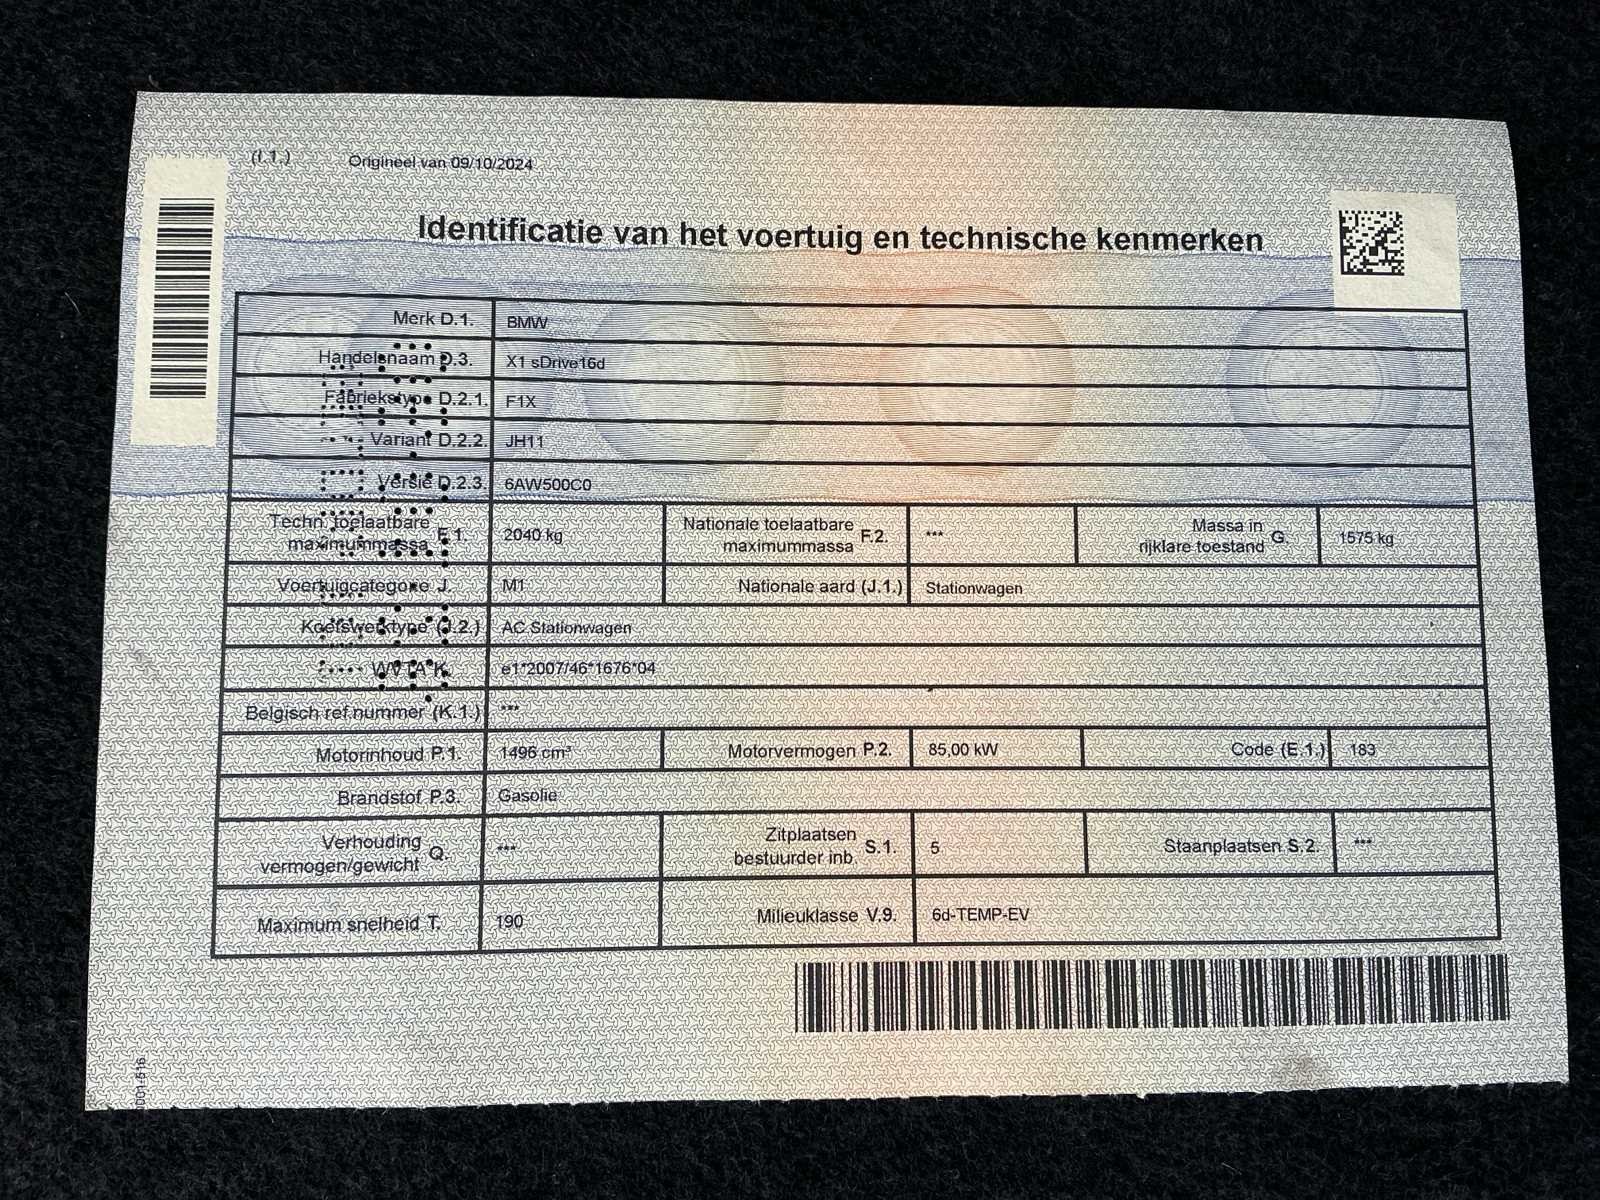 (I.1.) Origineel van 09/10/2024
Identificatie van het voertuig en technische kenmerken
Merk D.1. BMW
Handelsnaam D.3. X1 sDrive16d
Fabriekstype D.2.1. F1X
Variant D.2.2. JH11
Versie D.2.3. 6AW500C0
Techn. toelaatbare maximummassa F.1. 2040 kg Nationale toelaatbare maximummassa F.2. *** Massa in rijklare toestand G. 1575 kg
Voertuigcategorie J. M1 Nationale aard (J.1.) Stationwagen
Koetswerktype (J.2.) AC Stationwagen
WVTA K. e1*2007/46*1676*04
Belgisch ref.nummer (K.1.) ***
Motorinhoud P.1. 1496 cm³ Motorvermogen P.2. 85,00 kW Code (E.1.) 183
Brandstof P.3. Gasolie
Verhouding vermogen/gewicht Q. *** Zitplaatsen bestuurder inb. S.1. 5 Staanplaatsen S.2. ***
Maximum snelheid T. 190 Milieuklasse V.9. 6d-TEMP-EV